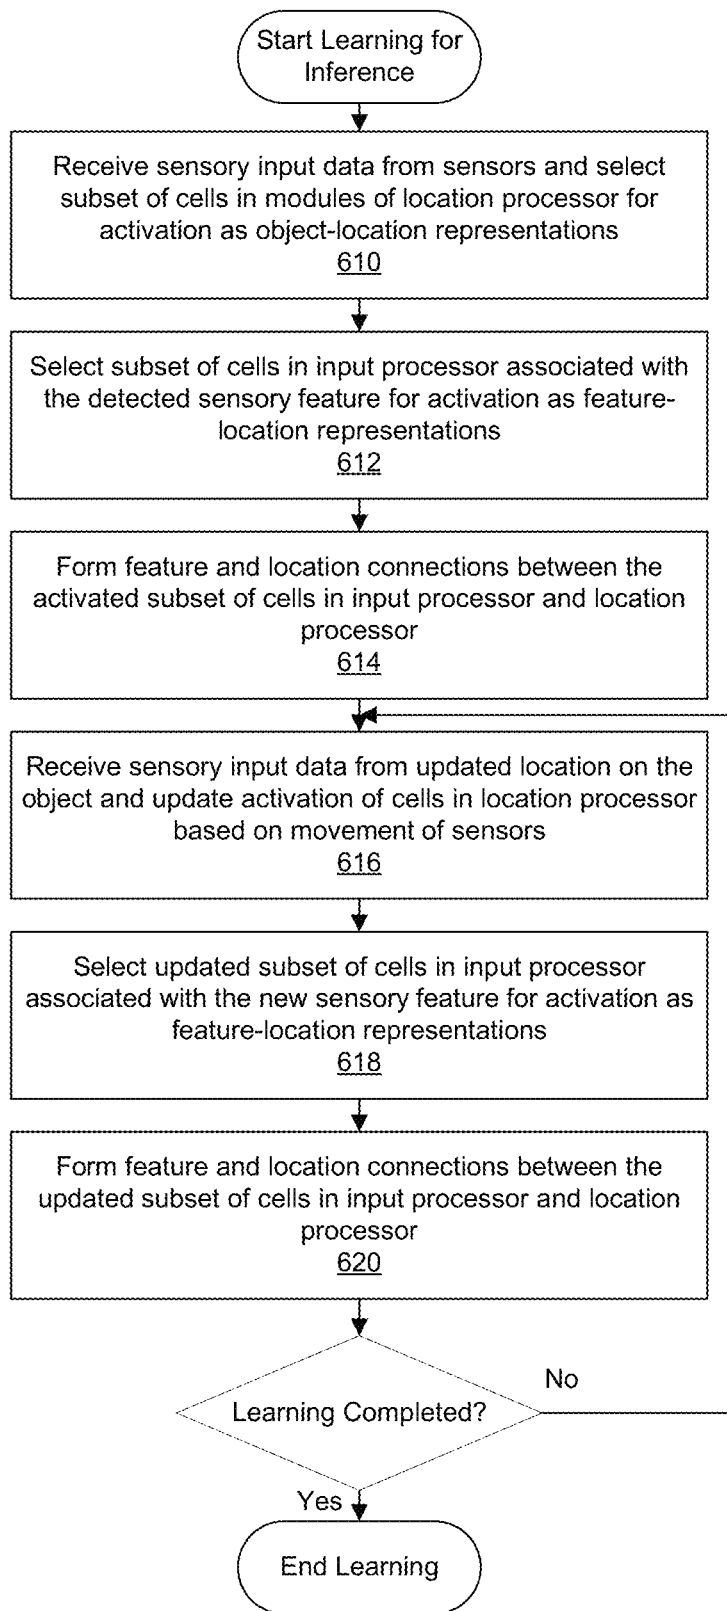 Start Learning for
Inference
Receive sensory input data from sensors and select
subset of cells in modules of location processor for
activation as object-location representations
610
Select subset of cells in input processor associated with
the detected sensory feature for activation as feature-
location representations
612
Form feature and location connections between the
activated subset of cells in input processor and location
processor
614
Receive sensory input data from updated location on the
object and update activation of cells in location processor
based on movement of sensors
616
Select updated subset of cells in input processor
associated with the new sensory feature for activation as
feature-location representations
618
Form feature and location connections between the
updated subset of cells in input processor and location
processor
620
No
Learning Completed?
Yes
End Learning